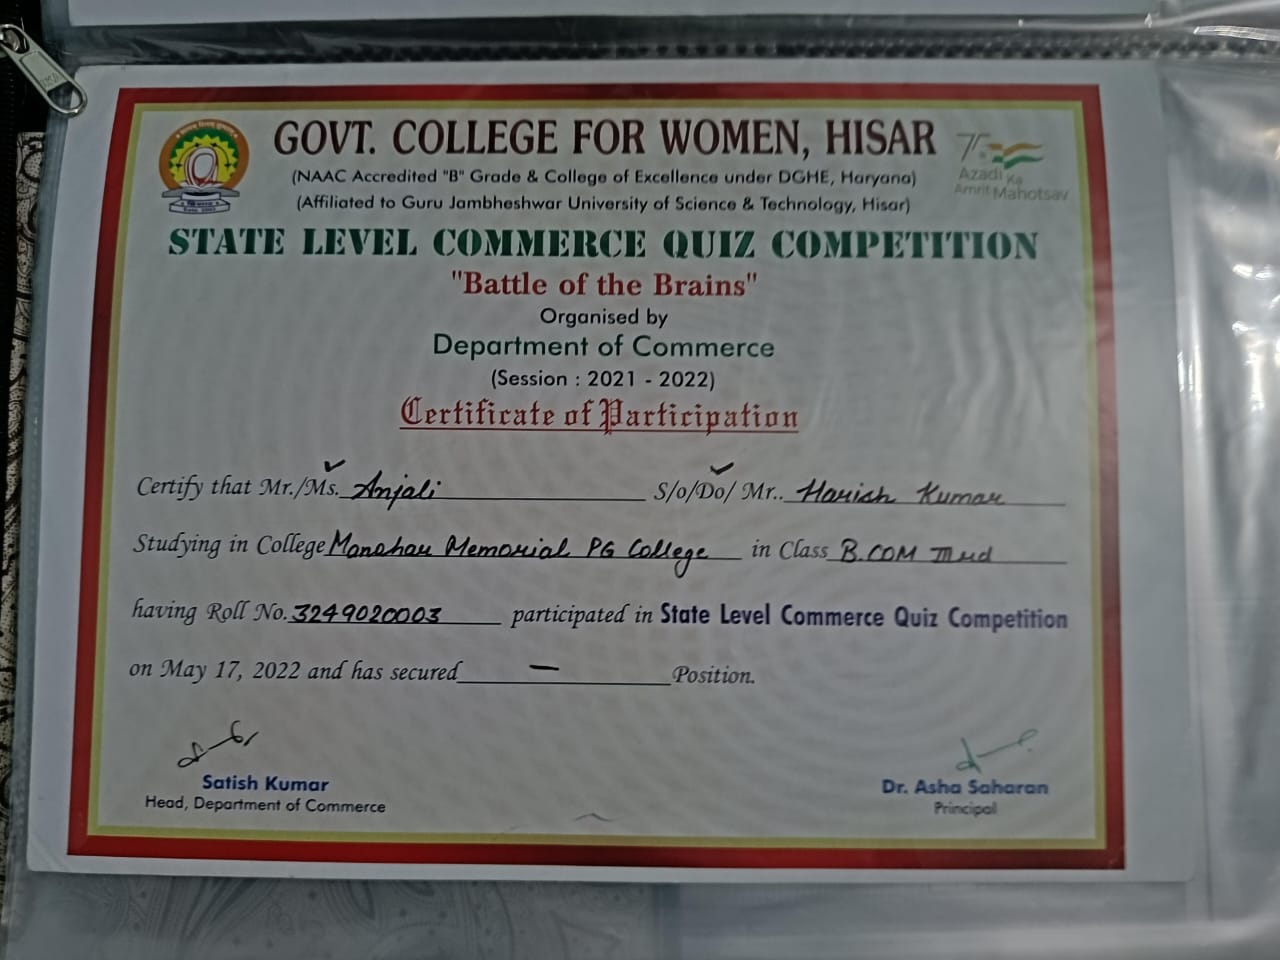 GOVT. COLLEGE FOR WOMEN, HISAR
(NAAC Accredited "B" Grade & College of Excellence under DGHE, Haryana)
(Affiliated to Guru Jambheshwar University of Science & Technology, Hisar)
75
Azadi Ka
Amrit Mahotsav
STATE LEVEL COMMERCE QUIZ COMPETITION
"Battle of the Brains"
Organised by
Department of Commerce
(Session : 2021 - 2022)
Certificate of Participation
Certify that Mr./Ms. Anjali S/o/Do/ Mr.. Harish Kumar
Studying in College Manohar Memorial PG College in Class B.COM IIIrd
having Roll No. 3249020003 participated in State Level Commerce Quiz Competition
on May 17, 2022 and has secured — Position.
Satish Kumar
Head, Department of Commerce
Dr. Asha Saharan
Principal